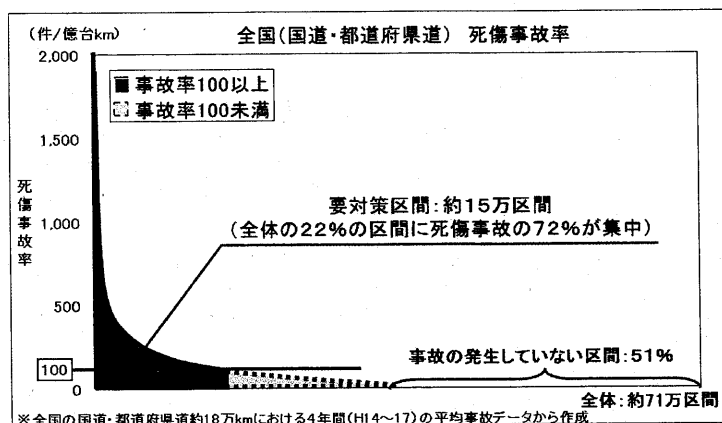 (件/億台km)
全国(国道・都道府県道) 死傷事故率
2,000
1,500
1,000
500
100
0
死傷事故率
事故率100以上
事故率100未満
要対策区間:約15万区間
(全体の22%の区間に死傷事故の72%が集中)
事故の発生していない区間:51%
全体:約71万区間
※全国の国道・都道府県道約18万kmにおける4年間(H14~17)の平均事故データから作成